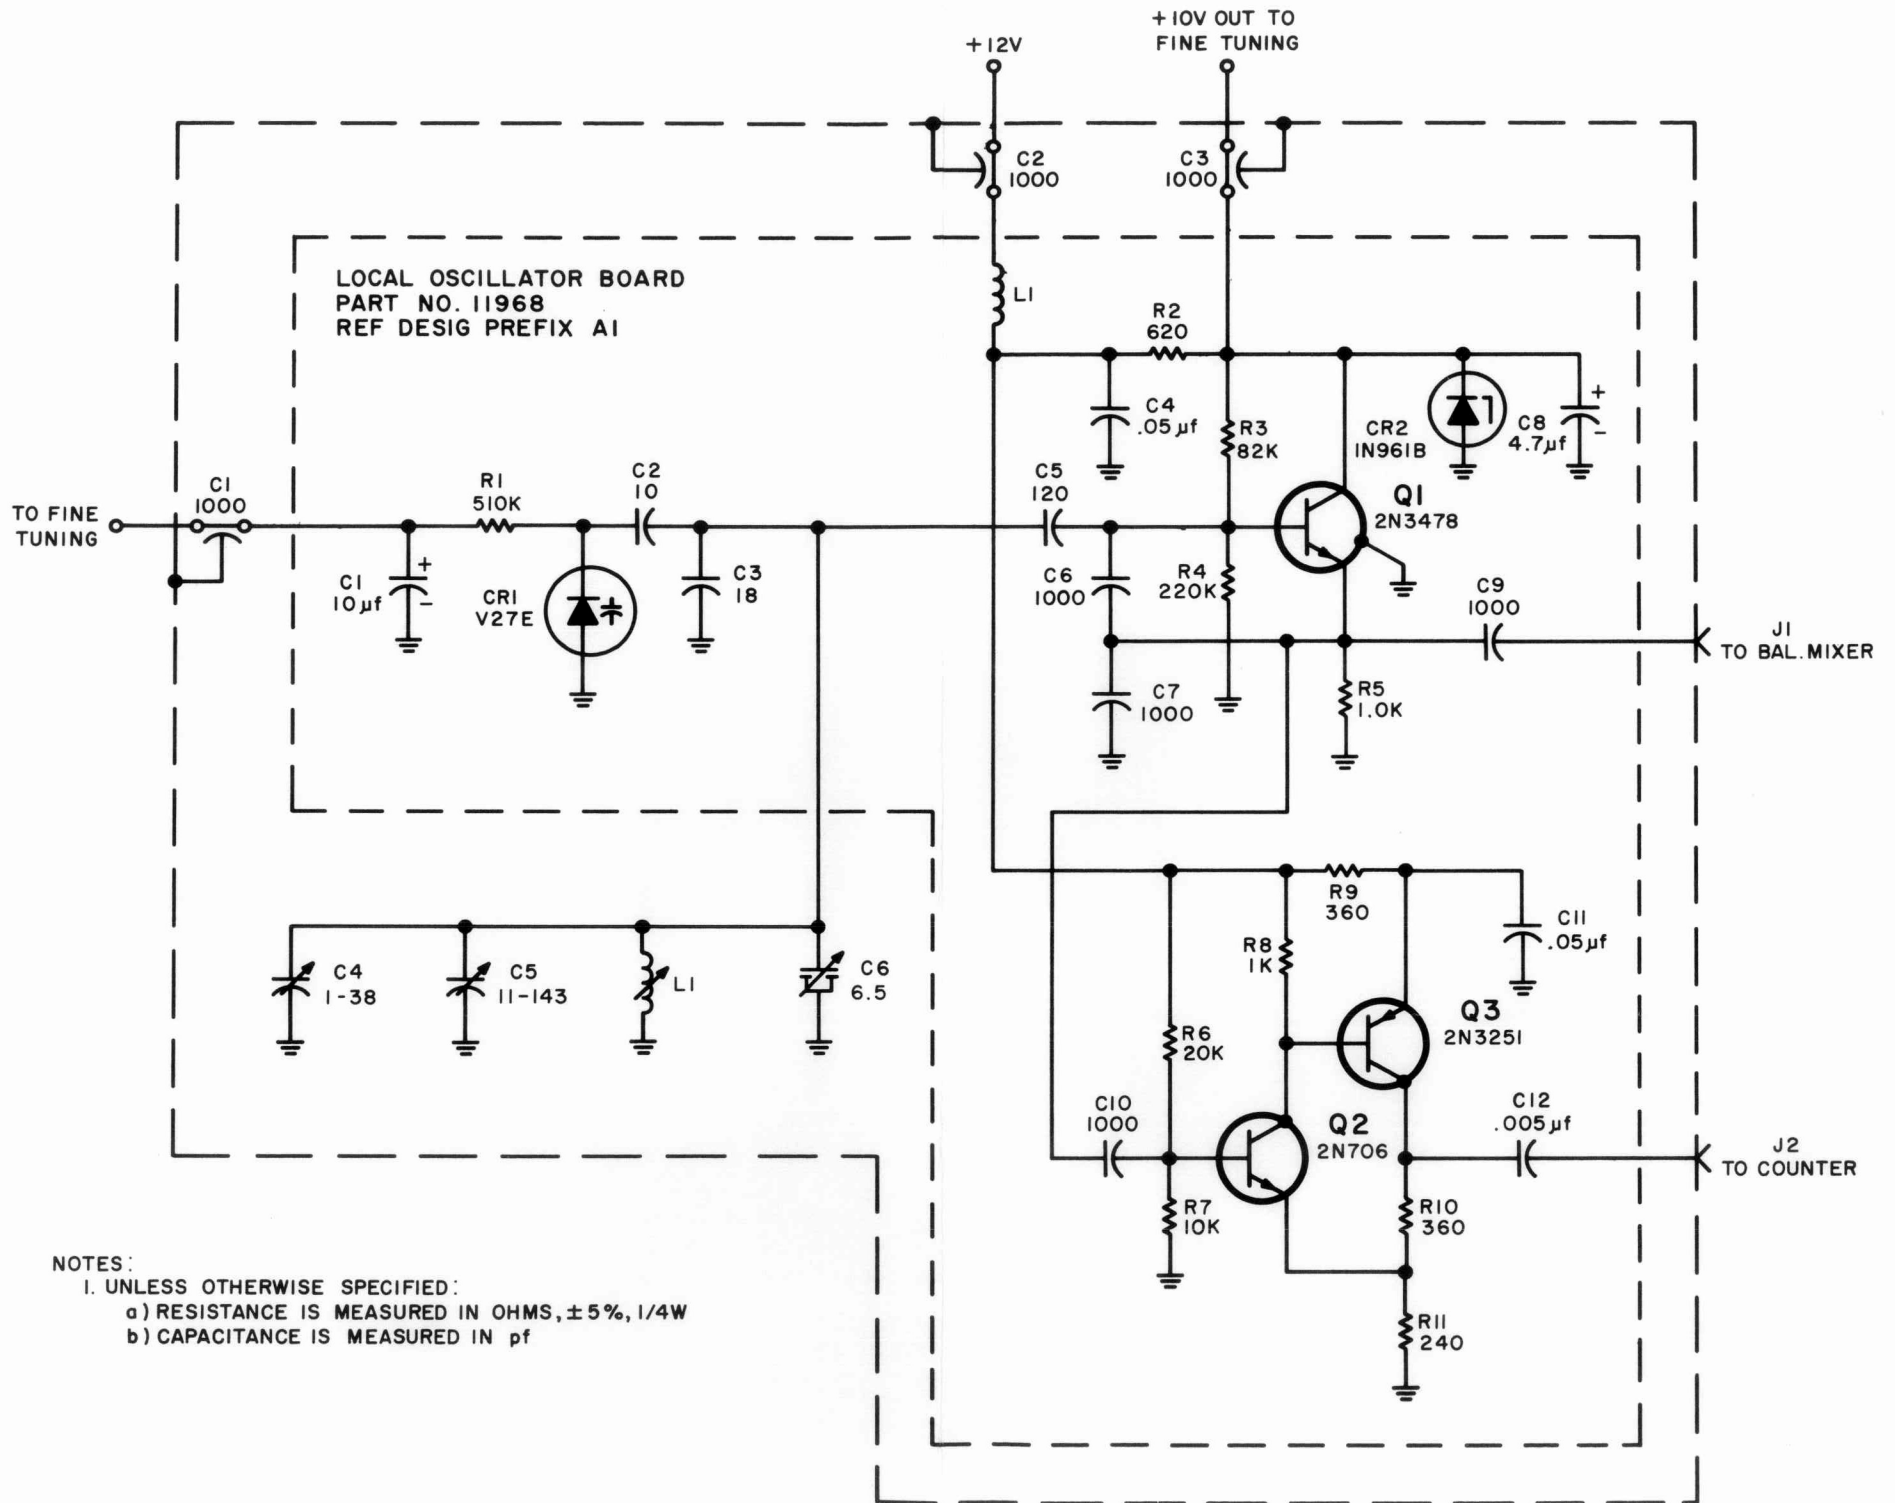 +10V OUT TO
FINE TUNING
+12V
C2
1000
C3
1000
LOCAL OSCILLATOR BOARD
PART NO. 11968
REF DESIG PREFIX A1
L1
R2
620
C4
.05µf
R3
82K
CR2
1N961B
C8
4.7µf
+
-
TO FINE
TUNING
C1
1000
R1
510K
C2
10
C5
120
Q1
2N3478
C1
10µf
+
-
CR1
V27E
C3
18
C6
1000
R4
220K
C9
1000
J1
TO BAL. MIXER
C7
1000
R5
1.0K
R9
360
C11
.05µf
R8
1K
C4
1-38
C5
11-143
L1
C6
6.5
Q3
2N3251
R6
20K
C10
1000
Q2
2N706
C12
.005µf
J2
TO COUNTER
R7
10K
R10
360
R11
240
NOTES:
1. UNLESS OTHERWISE SPECIFIED:
a) RESISTANCE IS MEASURED IN OHMS, ±5%, 1/4W
b) CAPACITANCE IS MEASURED IN pf